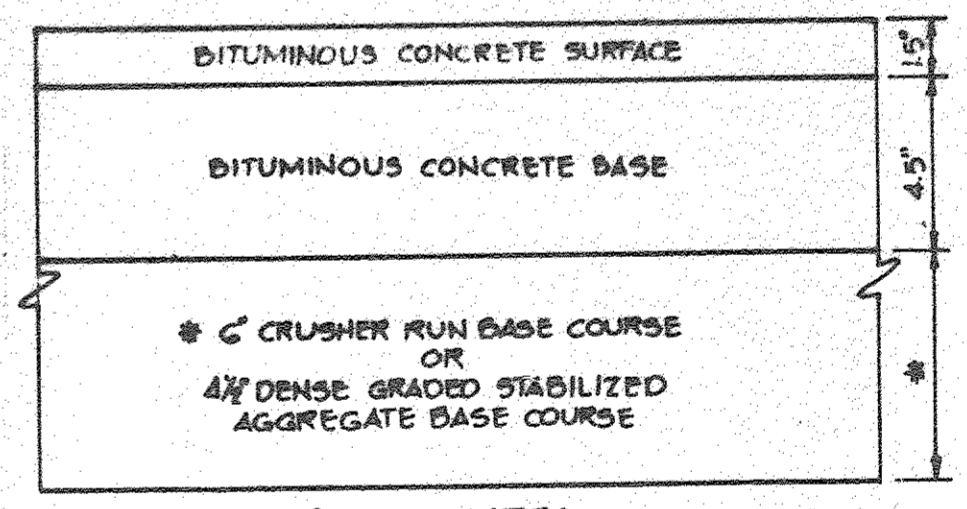 BITUMINOUS CONCRETE SURFACE
1.5"
BITUMINOUS CONCRETE BASE
4.5"
* 6" CRUSHER RUN BASE COURSE
OR
4½" DENSE GRADED STABILIZED
AGGREGATE BASE COURSE
*